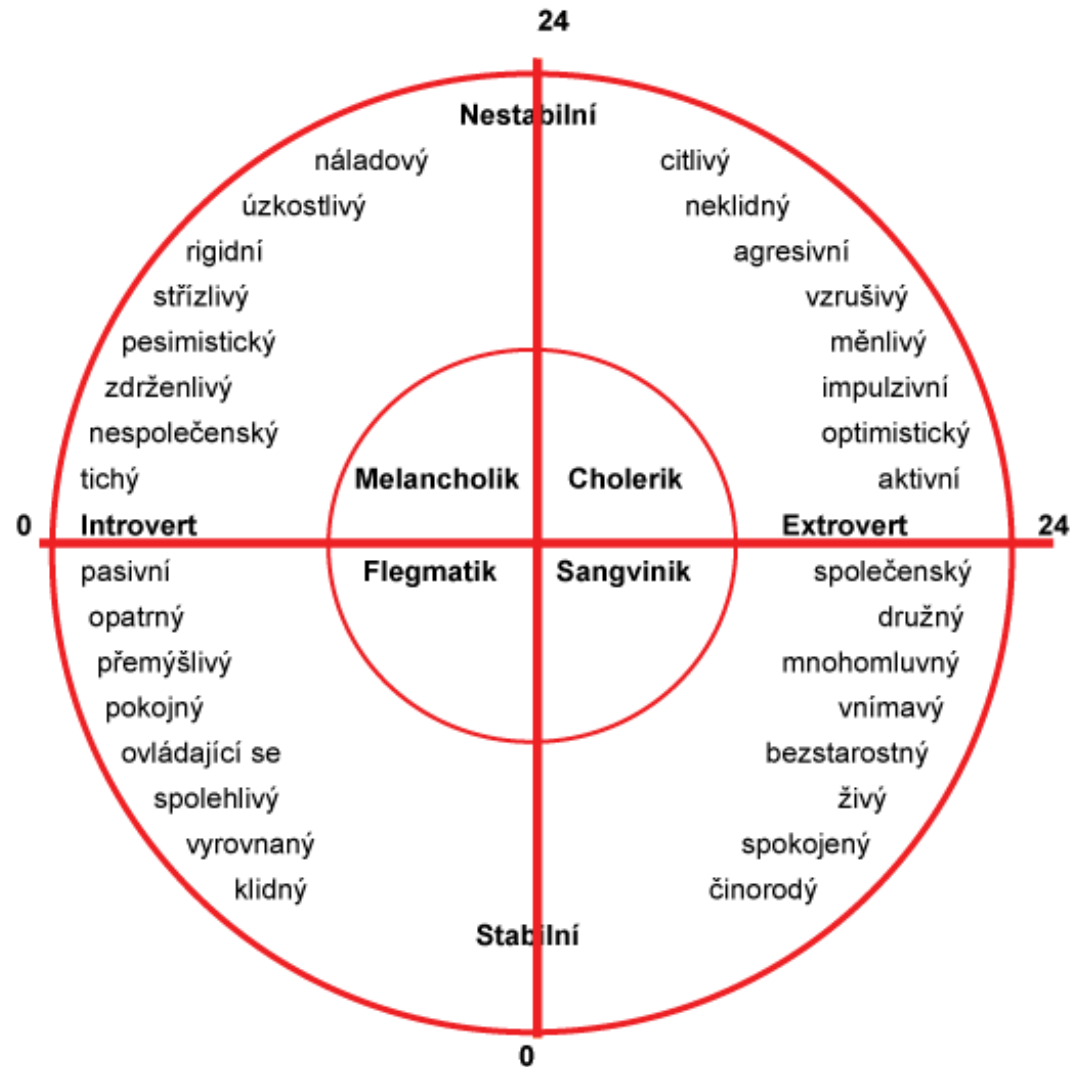 24
Nestabilní
náladový citlivý
úzkostlivý neklidný
rigidní agresivní
střízlivý vzrušivý
pesimistický měnlivý
zdrženlivý impulzivní
nespolečenský optimistický
tichý Melancholik Cholerik aktivní
0 Introvert Extrovert 24
pasivní Flegmatik Sangvinik společenský
opatrný družný
přemýšlivý mnohomluvný
pokojný vnímavý
ovládající se bezstarostný
spolehlivý živý
vyrovnaný spokojený
klidný činorodý
Stabilní
0